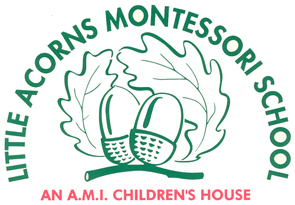 LITTLE ACORNS MONTESSORI SCHOOL
AN A.M.I. CHILDREN'S HOUSE